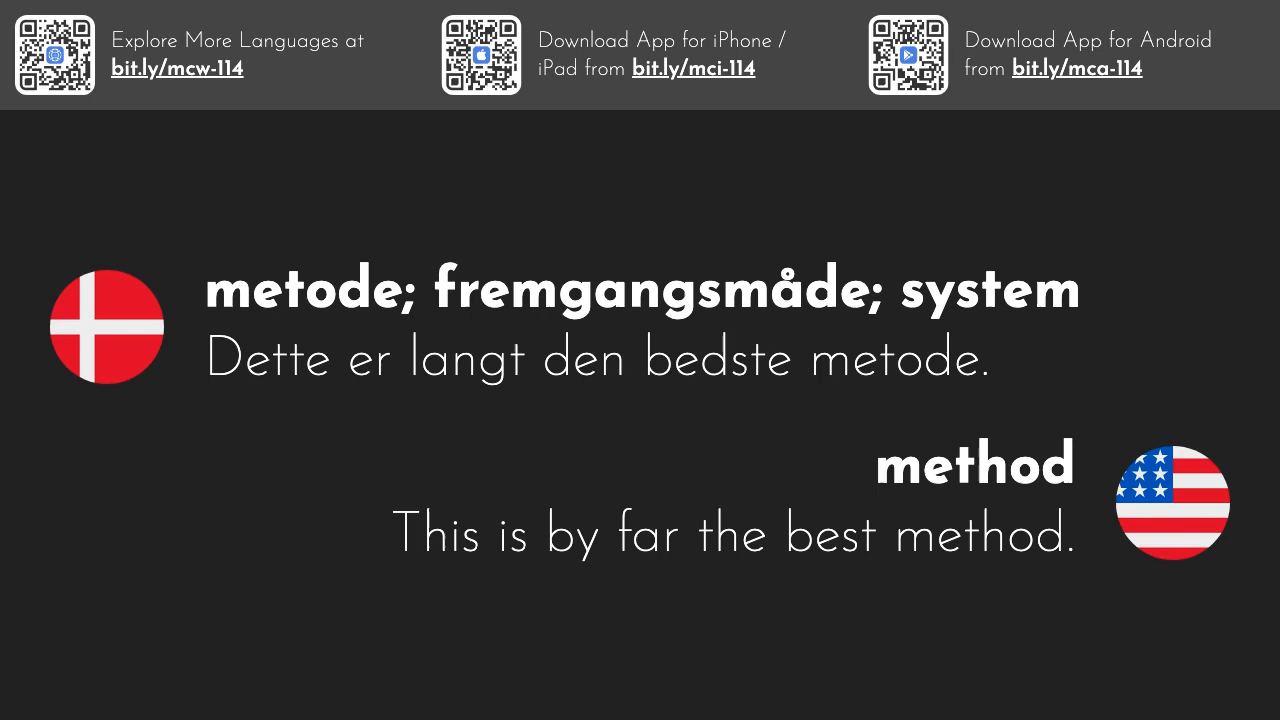 Explore More Languages at
bit.ly/mcw-114
Download App for iPhone /
iPad from bit.ly/mci-114
Download App for Android
from bit.ly/mca-114
metode; fremgangsmåde; system
Dette er langt den bedste metode.
method
This is by far the best method.